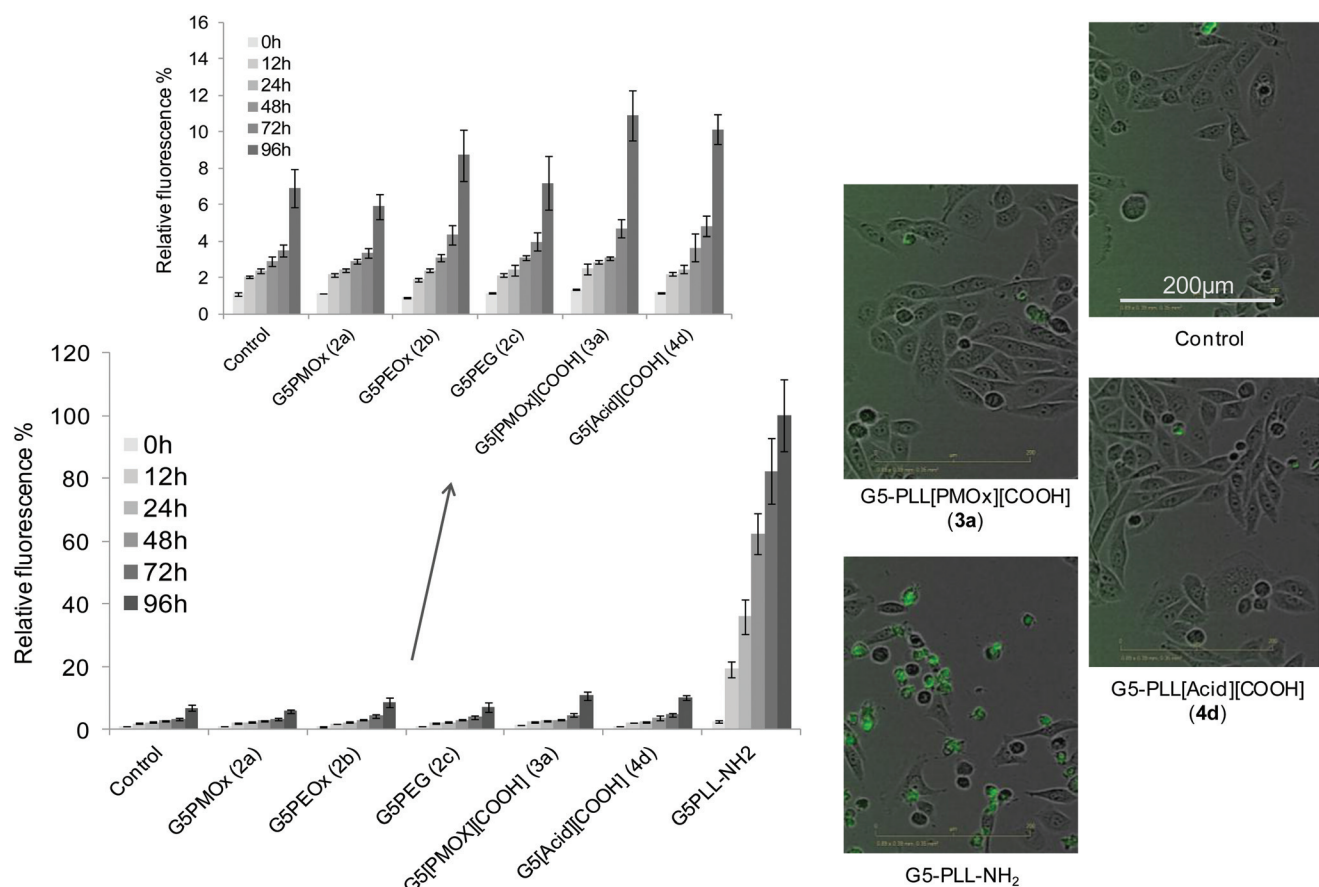 16
14
12
10
8
6
4
2
0
Relative fluorescence %
0h
12h
24h
48h
72h
96h
Control
G5PMOx (2a)
G5PEOx (2b)
G5PEG (2c)
G5[PMOx][COOH] (3a)
G5[Acid][COOH] (4d)
120
100
80
60
40
20
0
Relative fluorescence %
0h
12h
24h
48h
72h
96h
Control
G5PMOx (2a)
G5PEOx (2b)
G5PEG (2c)
G5[PMOX][COOH] (3a)
G5[Acid][COOH] (4d)
G5PLL-NH2
200µm
Control
G5-PLL[PMOx][COOH]
(3a)
G5-PLL[Acid][COOH]
(4d)
G5-PLL-NH₂